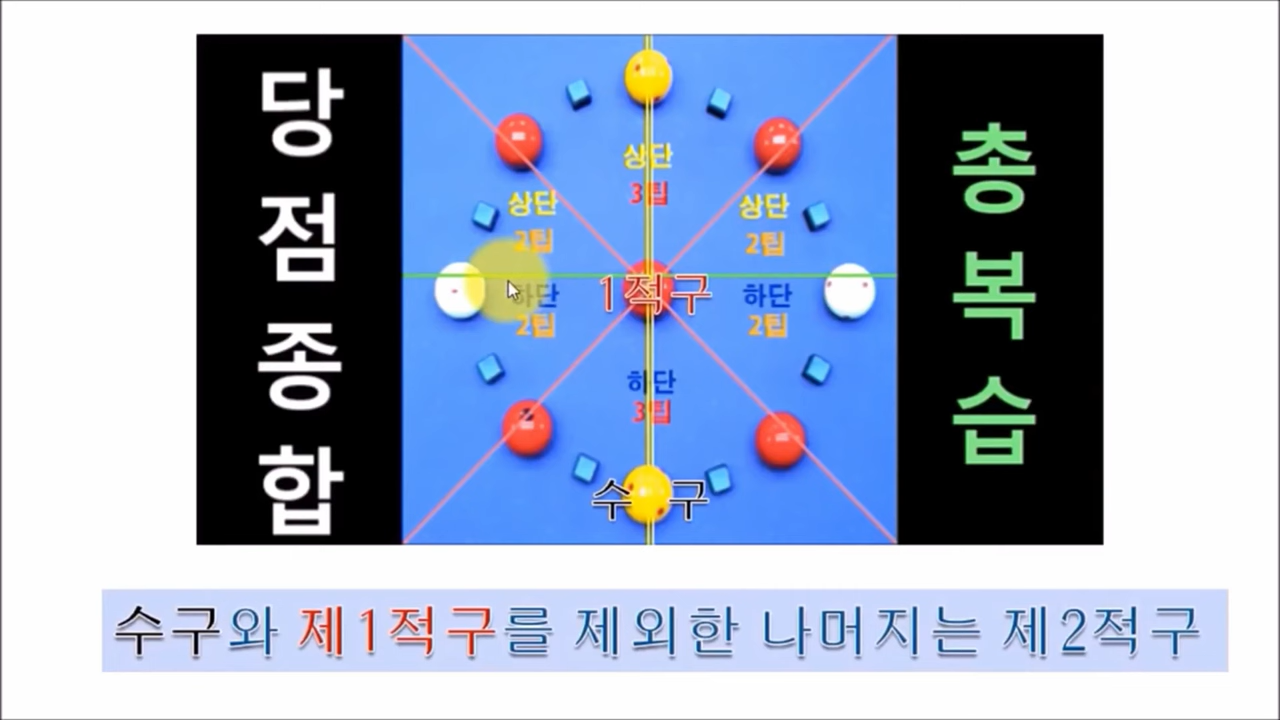 당
점
종
합
총
복
습
상단
3팁
상단
2팁
상단
2팁
1적구
하단
2팁
하단
2팁
하단
3팁
수구
수구와 제1적구를 제외한 나머지는 제2적구